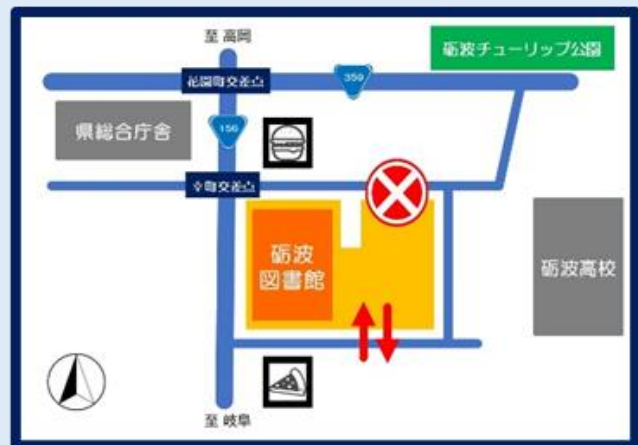 至 高岡
砺波チューリップ公園
花園町交差点
359
県総合庁舎
156
幸町交差点
砺波
図書館
砺波高校
至 岐阜